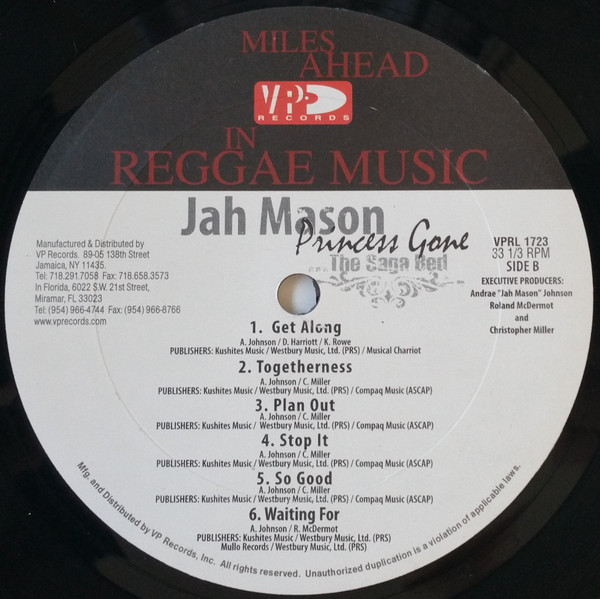 MILES
AHEAD
VP
RECORDS
IN
REGGAE MUSIC
Jah Mason
Princess Gone
... The Saga Bed
Manufactured & Distributed by
VP Records. 89-05 138th Street
Jamaica, NY 11435.
Tel: 718.291.7058 Fax: 718.658.3573
In Florida, 6022 S.W. 21st Street,
Miramar, FL 33023
Tel: (954) 966-4744 Fax: (954) 966-8766
www.vprecords.com
VPRL 1723
33 1/3 RPM
SIDE B
EXECUTIVE PRODUCERS:
Andrae "Jah Mason" Johnson
Roland McDermot
and
Christopher Miller
1. Get Along
A. Johnson / D. Harriott / K. Rowe
PUBLISHERS: Kushites Music / Westbury Music, Ltd. (PRS) / Musical Charriot
2. Togetherness
A. Johnson / C. Miller
PUBLISHERS: Kushites Music / Westbury Music, Ltd. (PRS) / Compaq Music (ASCAP)
3. Plan Out
A. Johnson / C. Miller
PUBLISHERS: Kushites Music / Westbury Music, Ltd. (PRS) / Compaq Music (ASCAP)
4. Stop It
A. Johnson / C. Miller
PUBLISHERS: Kushites Music / Westbury Music, Ltd. (PRS) / Compaq Music (ASCAP)
5. So Good
A. Johnson / C. Miller
PUBLISHERS: Kushites Music / Westbury Music, Ltd. (PRS) / Compaq Music (ASCAP)
6. Waiting For
A. Johnson / R. McDermot
PUBLISHERS: Kushites Music / Westbury Music, Ltd. (PRS)
Mullo Records / Westbury Music, Ltd. (PRS)
Mfg. and Distributed by VP Records, Inc. All rights reserved. Unauthorized duplication is a violation of applicable laws.